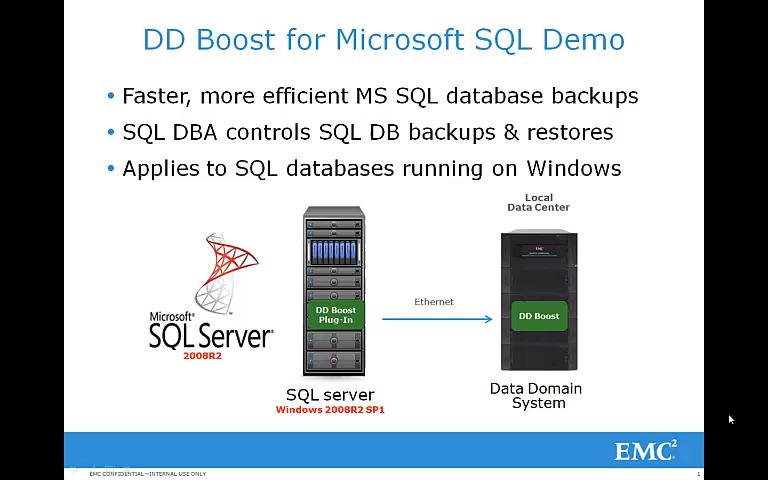 DD Boost for Microsoft SQL Demo
• Faster, more efficient MS SQL database backups
• SQL DBA controls SQL DB backups & restores
• Applies to SQL databases running on Windows
Local
Data Center
EMC²
DD Boost
Plug-In
Ethernet
DD Boost
Microsoft®
SQL Server®
2008R2
SQL server
Windows 2008R2 SP1
Data Domain
System
EMC²
EMC CONFIDENTIAL—INTERNAL USE ONLY
1